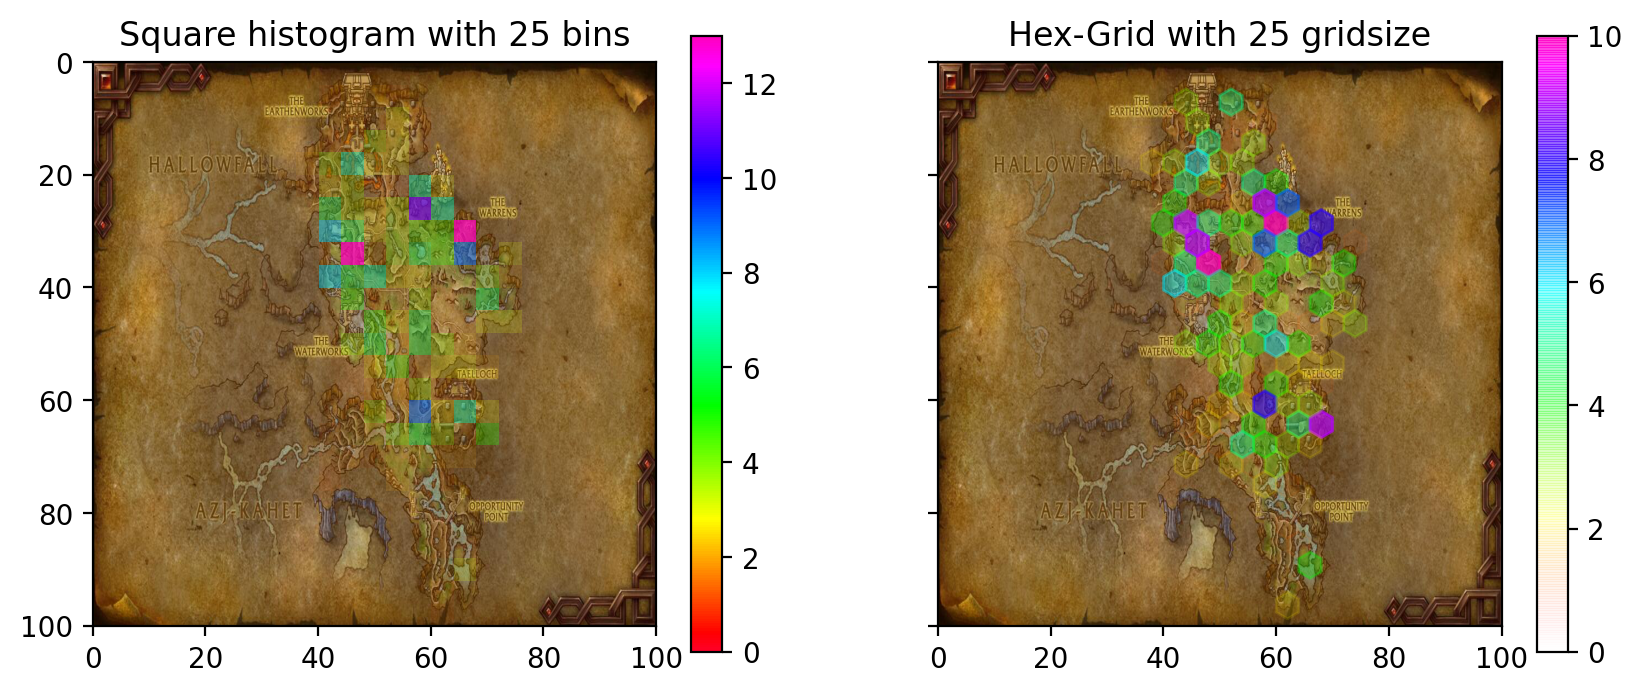 Square histogram with 25 bins
0
20
40
60
80
100
0
20
40
60
80
100
THE
EARTHENWORKS
HALLOWFALL
THE
WARRENS
THE
WATERWORKS
TAELLOCH
AZJ-KAHET
OPPORTUNITY
POINT
12
10
8
6
4
2
0
Hex-Grid with 25 gridsize
0
20
40
60
80
100
THE
EARTHENWORKS
HALLOWFALL
THE
WARRENS
THE
WATERWORKS
TAELLOCH
AZJ-KAHET
OPPORTUNITY
POINT
10
8
6
4
2
0